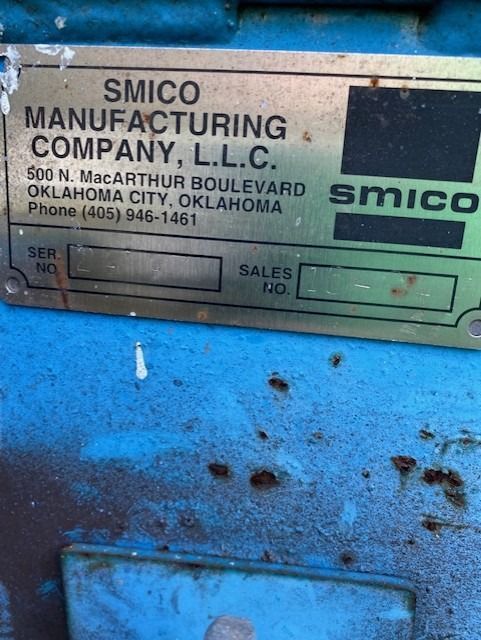 SMICO
MANUFACTURING
COMPANY, L.L.C.
500 N. MacARTHUR BOULEVARD
OKLAHOMA CITY, OKLAHOMA
Phone (405) 946-1461
smico
SER.
NO.
SALES
NO.